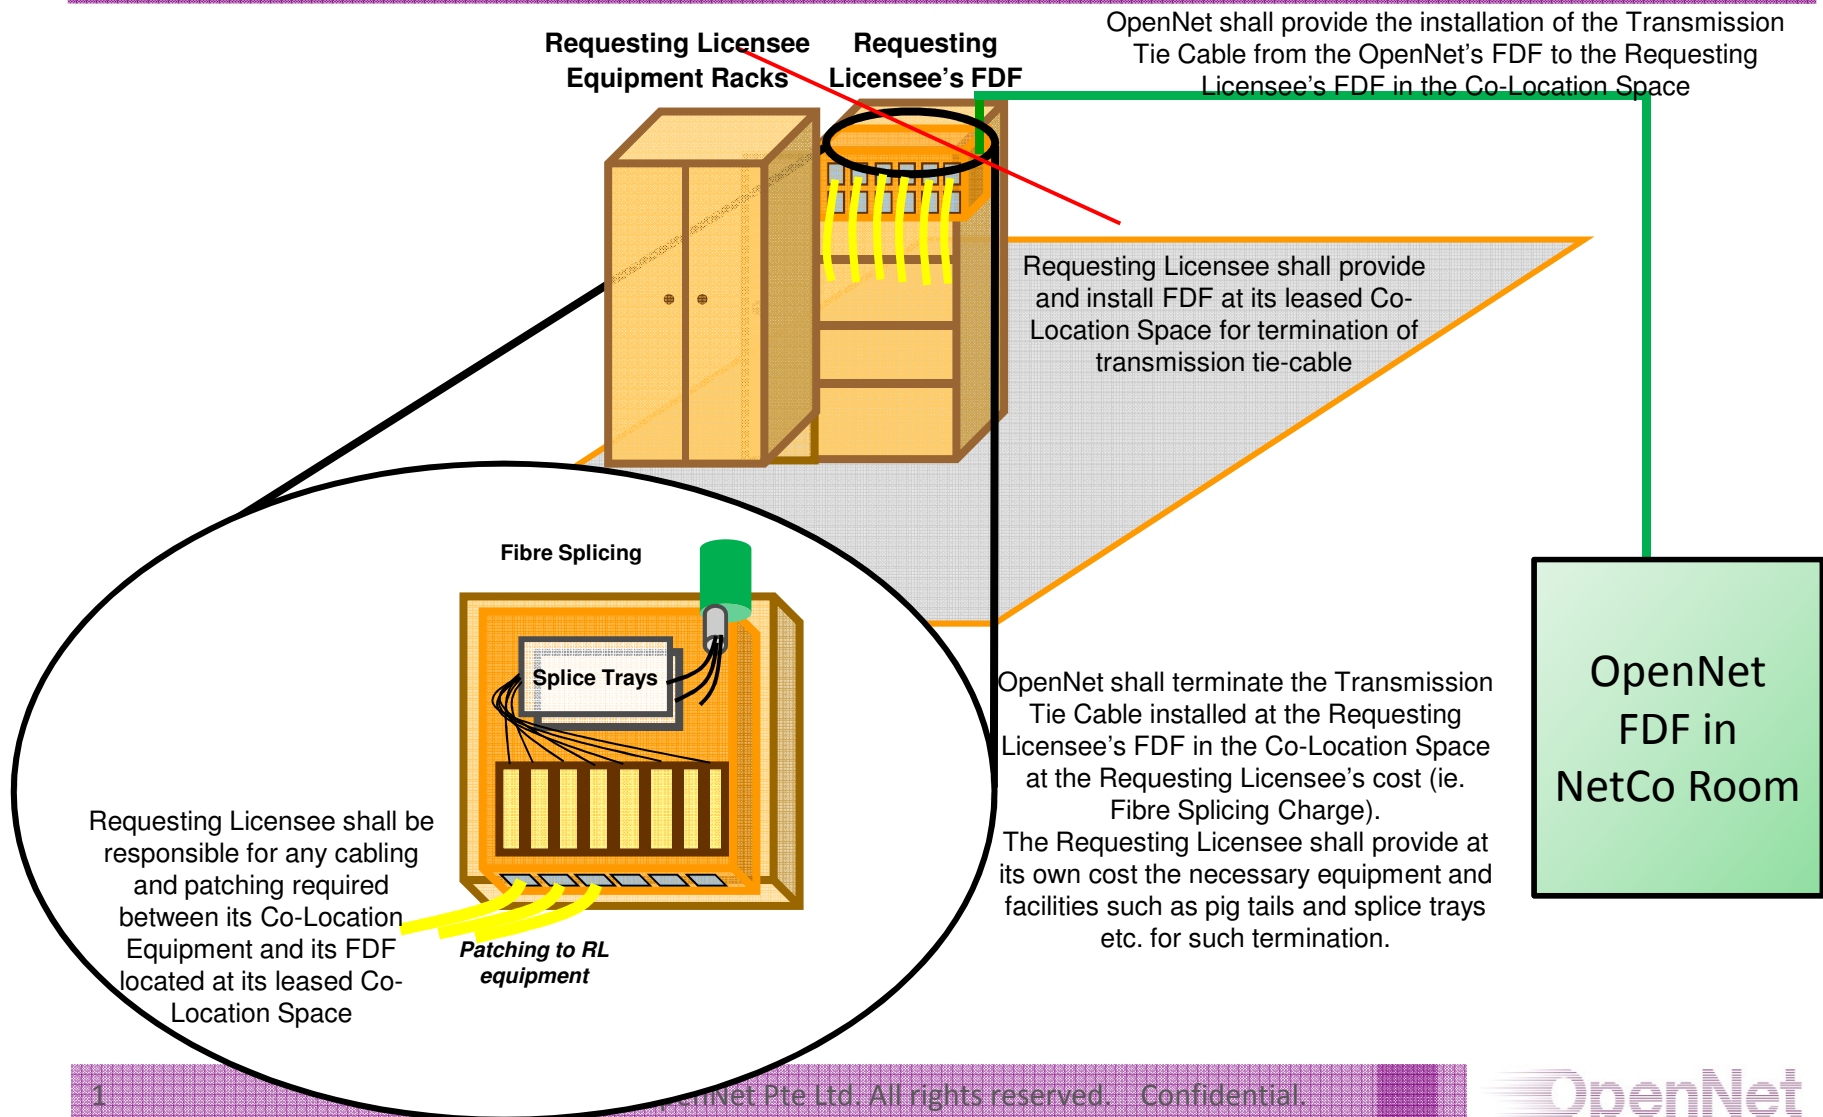 OpenNet shall provide the installation of the Transmission
Tie Cable from the OpenNet's FDF to the Requesting
Licensee's FDF in the Co-Location Space
Requesting Licensee
Equipment Racks
Requesting
Licensee's FDF
Requesting Licensee shall provide
and install FDF at its leased Co-
Location Space for termination of
transmission tie-cable
Fibre Splicing
Splice Trays
OpenNet
FDF in
NetCo Room
OpenNet shall terminate the Transmission
Tie Cable installed at the Requesting
Licensee's FDF in the Co-Location Space
at the Requesting Licensee's cost (ie.
Fibre Splicing Charge).
The Requesting Licensee shall provide at
its own cost the necessary equipment and
facilities such as pig tails and splice trays
etc. for such termination.
Requesting Licensee shall be
responsible for any cabling
and patching required
between its Co-Location
Equipment and its FDF
located at its leased Co-
Location Space
Patching to RL
equipment
1
Pte Ltd. All rights reserved. Confidential.
OpenNet